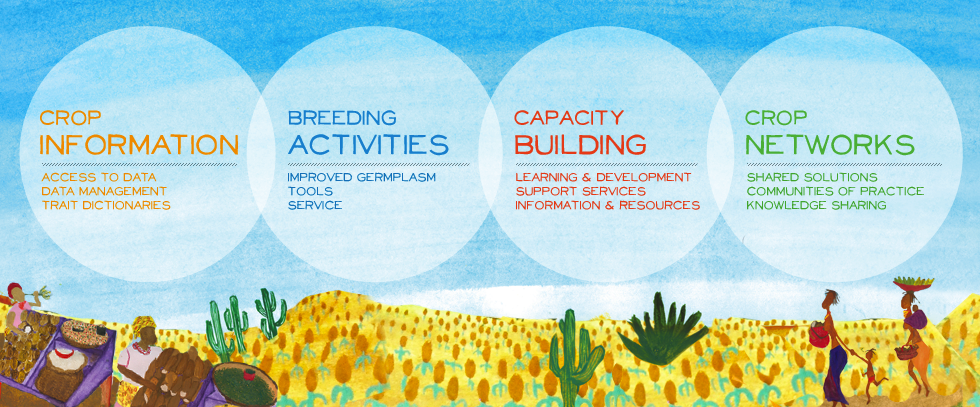 CROP
INFORMATION
ACCESS TO DATA
DATA MANAGEMENT
TRAIT DICTIONARIES
BREEDING
ACTIVITIES
IMPROVED GERMPLASM
TOOLS
SERVICE
CAPACITY
BUILDING
LEARNING & DEVELOPMENT
SUPPORT SERVICES
INFORMATION & RESOURCES
CROP
NETWORKS
SHARED SOLUTIONS
COMMUNITIES OF PRACTICE
KNOWLEDGE SHARING